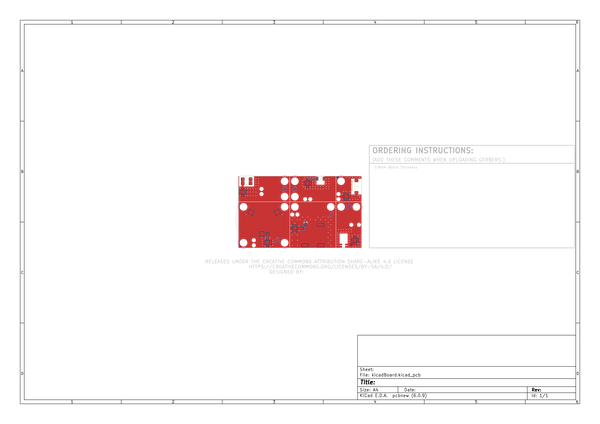 1 2 3 4 5 6
A A
ORDERING INSTRUCTIONS:
(ADD THESE COMMENTS WHEN UPLOADING GERBERS.)
B B
RELEASED UNDER THE CREATIVE COMMONS ATTRIBUTION SHARE-ALIKE 4.0 LICENSE
HTTPS://CREATIVECOMMONS.ORG/LICENSES/BY-SA/4.0/
DESIGNED BY:
C C
Sheet:
File: kicadBoard.kicad_pcb
D D
Title:
Size: A4 Date: Rev:
KiCad E.D.A. pcbnew (6.0.9) Id: 1/1
1 2 3 4 5 6